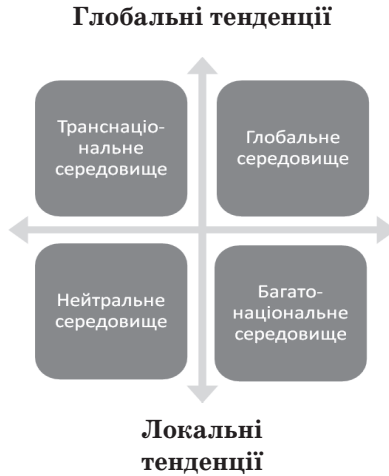 Глобальні тенденції
Транснаціо-
нальне
середовище
Глобальне
середовище
Нейтральне
середовище
Багато-
національне
середовище
Локальні
тенденції